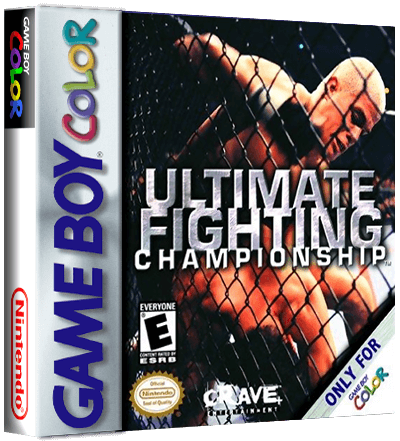 GAME BOY
COLOR
Nintendo
GAME BOY COLOR
ULTIMATE
FIGHTING
CHAMPIONSHIP™
EVERYONE
E
CONTENT RATED BY
ESRB
Official
Nintendo
Seal of Quality
CRAVE
ENTERTAINMENT
ONLY FOR
GAME BOY
COLOR